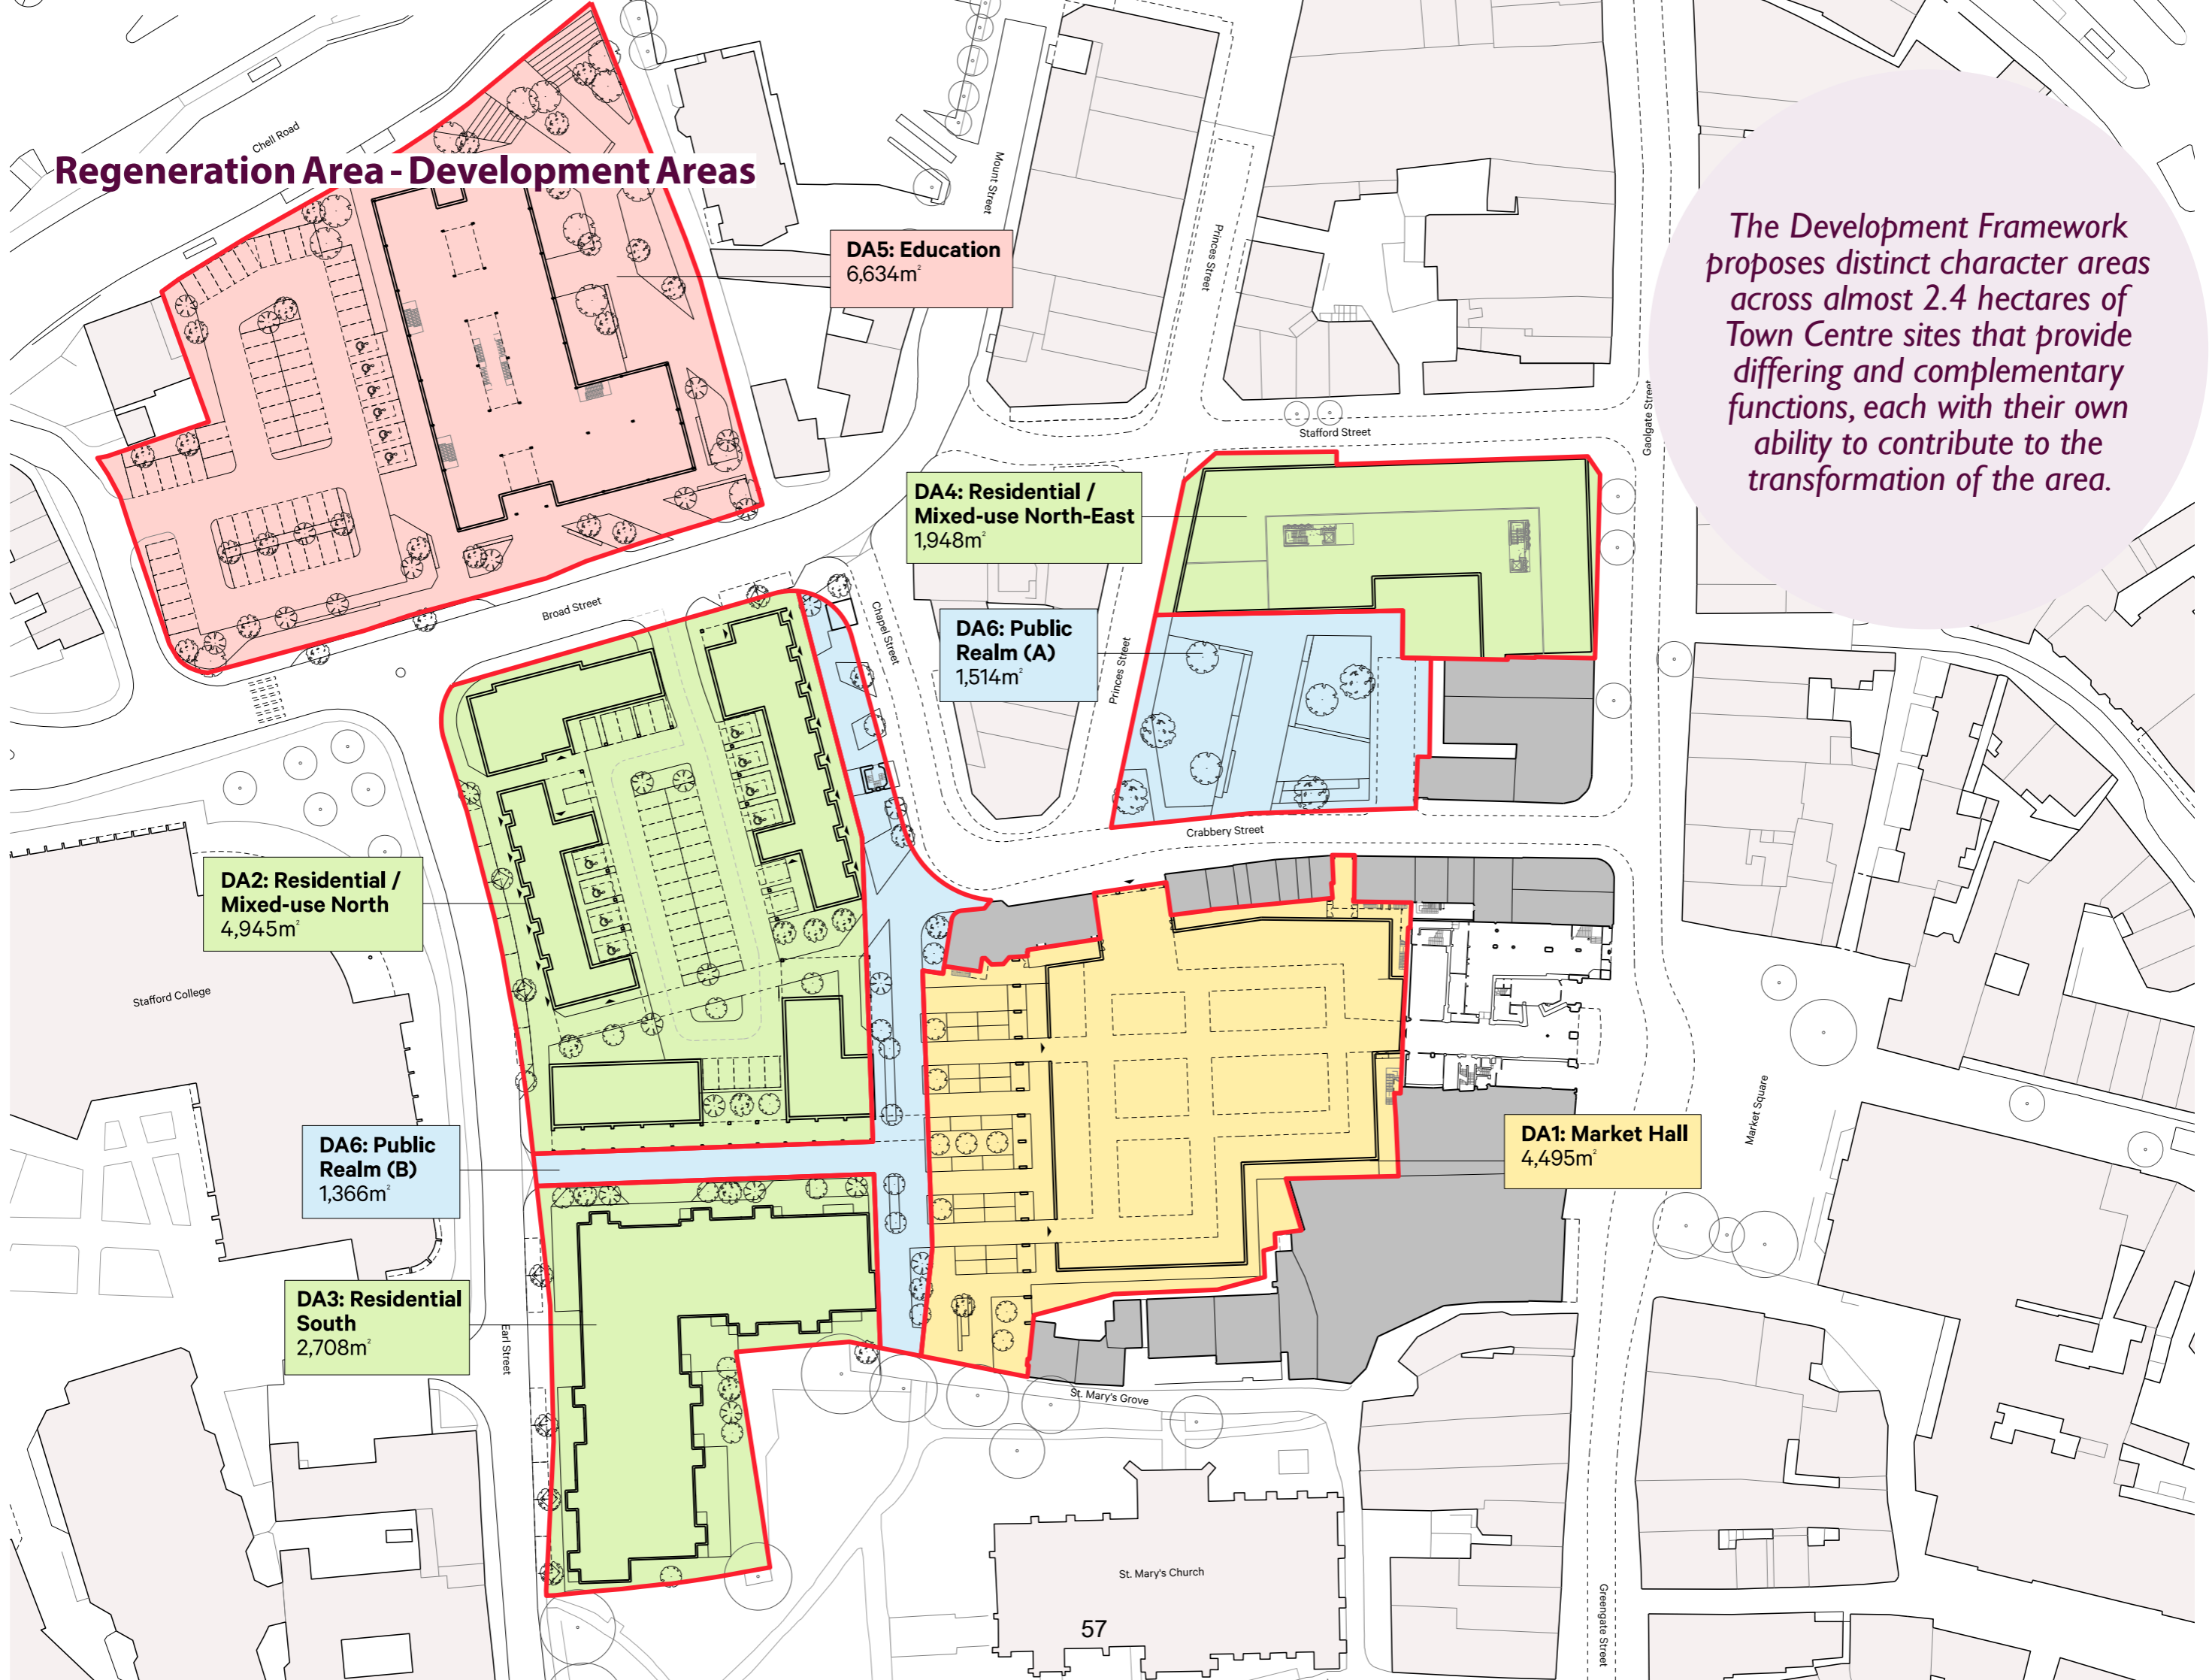 Chell Road
Regeneration Area - Development Areas
Mount Street
Princes Street
DA5: Education
6,634m²
The Development Framework
proposes distinct character areas
across almost 2.4 hectares of
Town Centre sites that provide
differing and complementary
functions, each with their own
ability to contribute to the
transformation of the area.
Gaolgate Street
Stafford Street
DA4: Residential /
Mixed-use North-East
1,948m²
Broad Street
Chapel Street
DA6: Public
Realm (A)
1,514m²
Princes Street
Crabbery Street
DA2: Residential /
Mixed-use North
4,945m²
Stafford College
Market Square
DA6: Public
Realm (B)
1,366m²
DA1: Market Hall
4,495m²
DA3: Residential
South
2,708m²
Earl Street
St. Mary's Grove
St. Mary's Church
57
Greengate Street